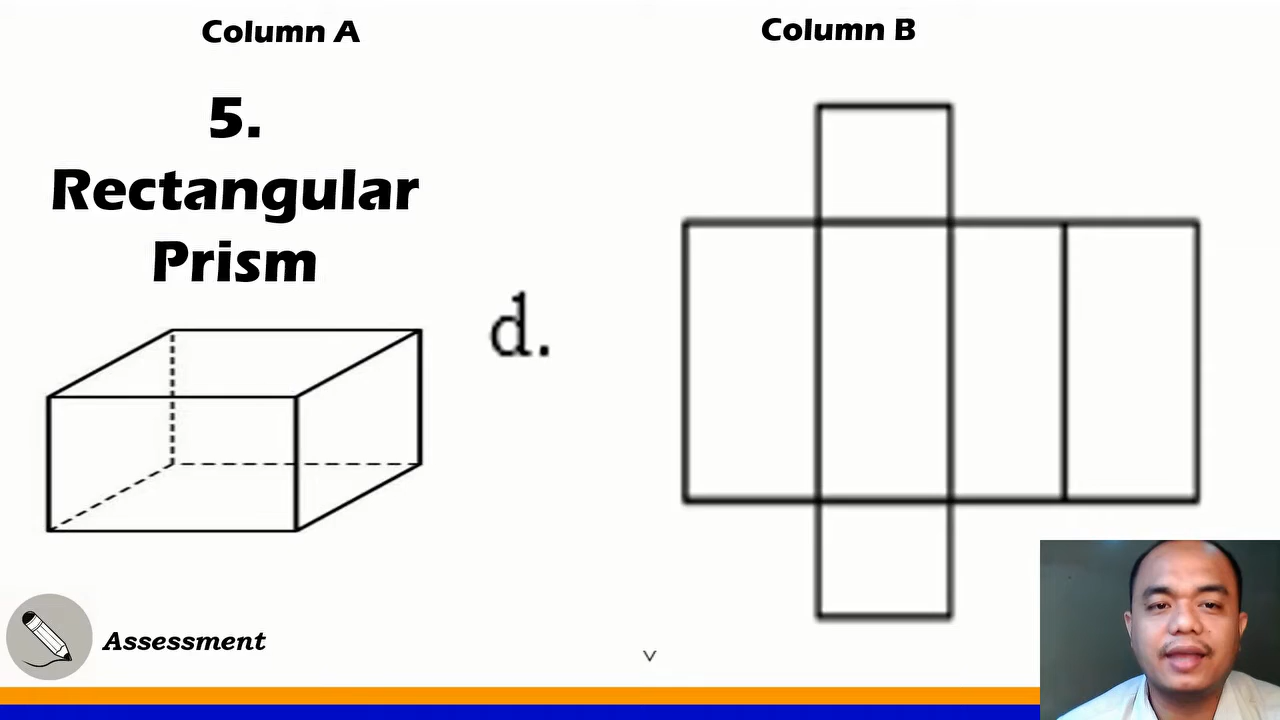 Column A
Column B
5.
Rectangular
Prism
d.
Assessment
v